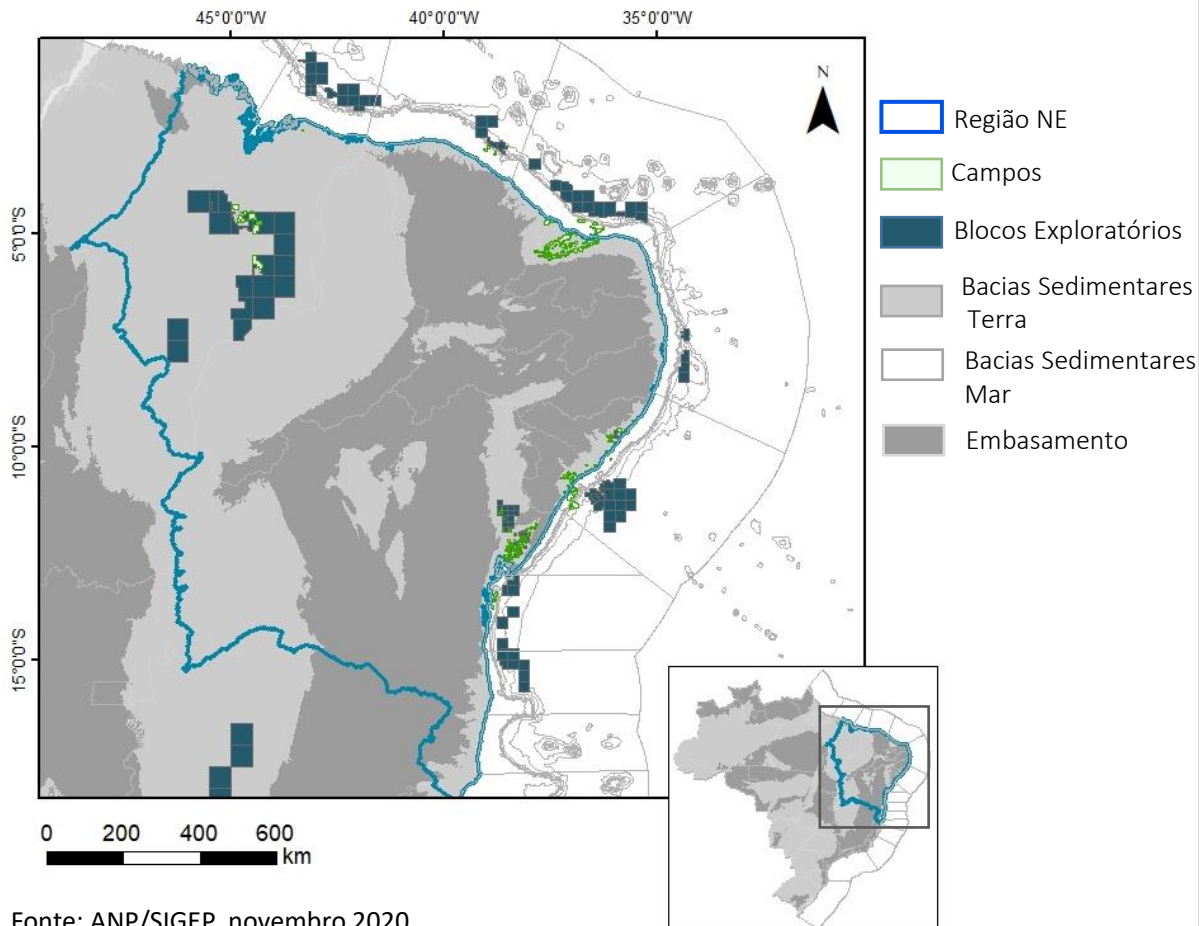 45°0'0"W
40°0'0"W
35°0'0"W
N
5°0'0"S
10°0'0"S
15°0'0"S
Região NE
Campos
Blocos Exploratórios
Bacias Sedimentares
Terra
Bacias Sedimentares
Mar
Embasamento
0 200 400 600
km
Fonte: ANP/SIGEP, novembro 2020